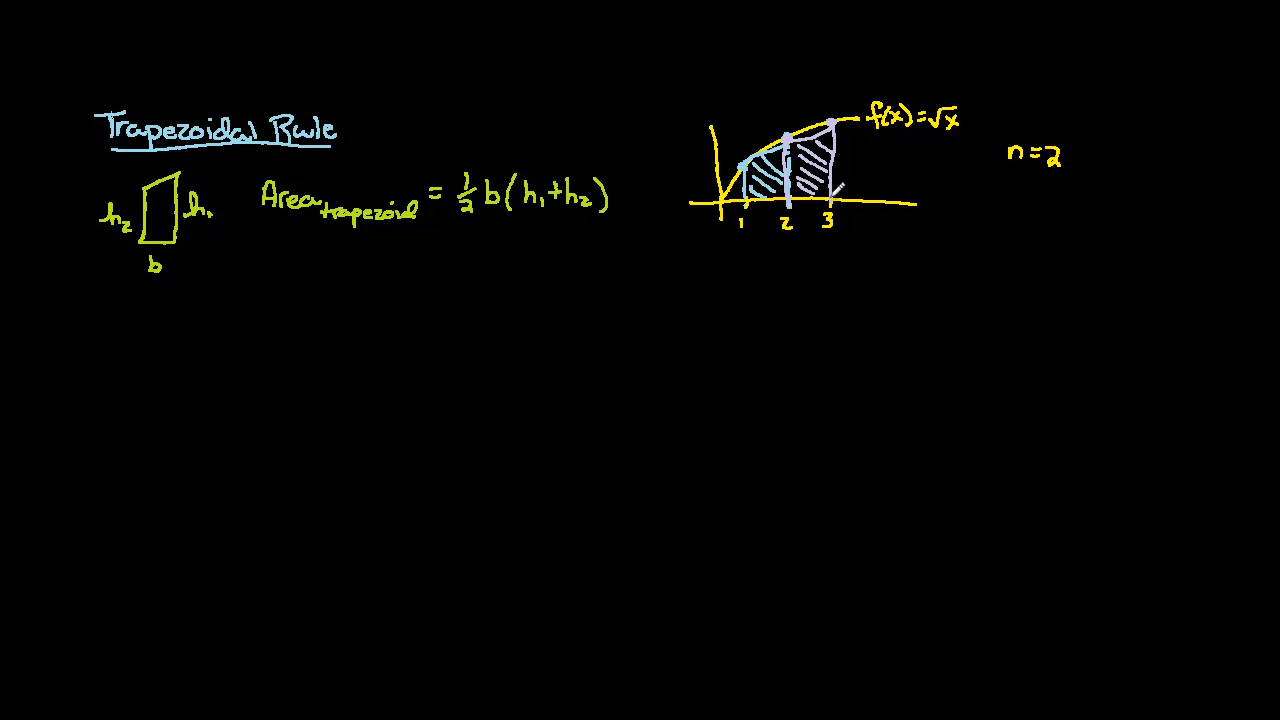 Trapezoidal Rule
h₂ h₁
b
Area trapezoid = ½ b(h₁+h₂)
f(x)=√x
1 2 3
n=2